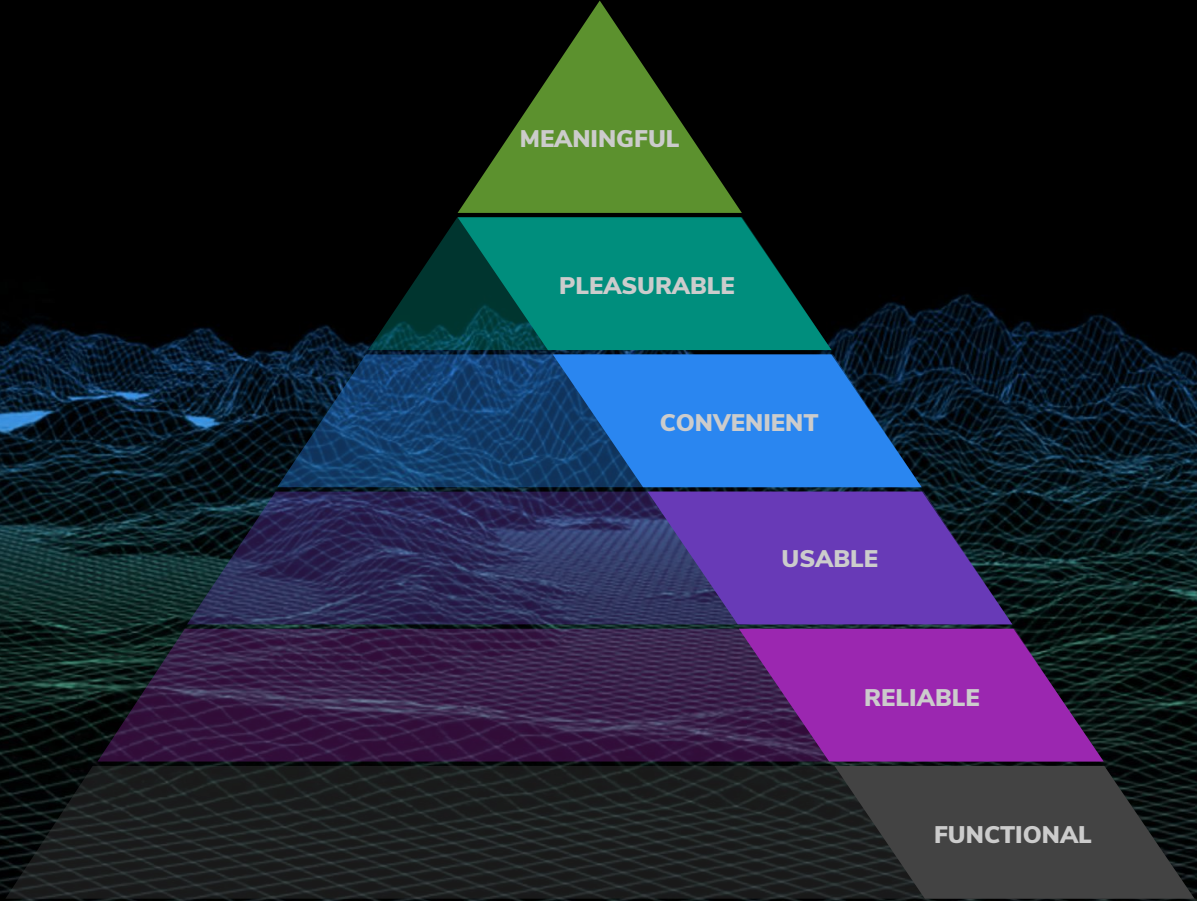 MEANINGFUL
PLEASURABLE
CONVENIENT
USABLE
RELIABLE
FUNCTIONAL